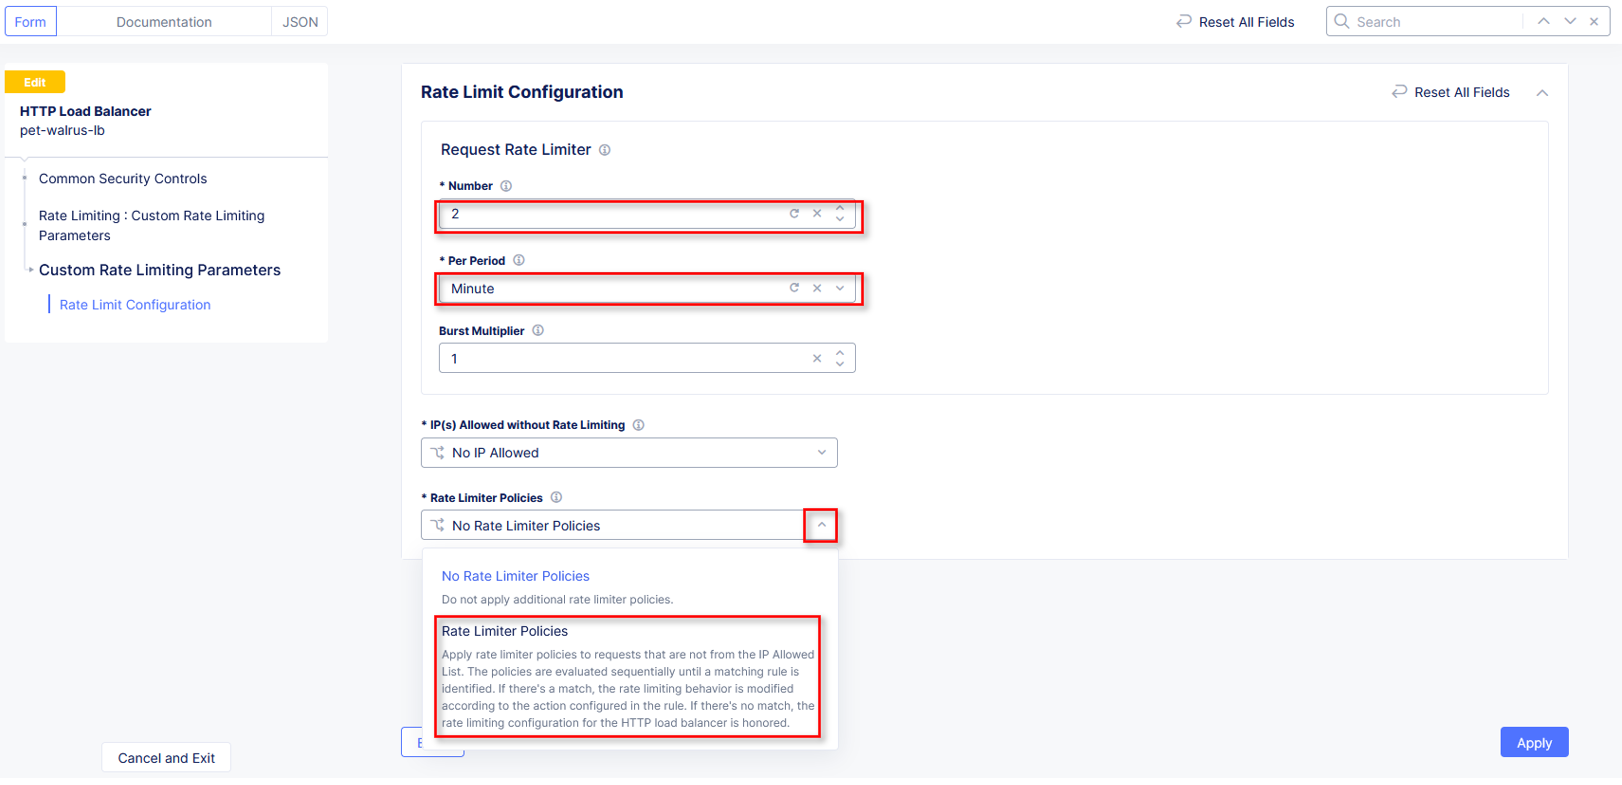 Form
Documentation
JSON
Reset All Fields
Search
Edit
HTTP Load Balancer
pet-walrus-lb
Common Security Controls
Rate Limiting : Custom Rate Limiting
Parameters
Custom Rate Limiting Parameters
Rate Limit Configuration
Rate Limit Configuration
Reset All Fields
Request Rate Limiter
* Number
2
* Per Period
Minute
Burst Multiplier
1
* IP(s) Allowed without Rate Limiting
No IP Allowed
* Rate Limiter Policies
No Rate Limiter Policies
No Rate Limiter Policies
Do not apply additional rate limiter policies.
Rate Limiter Policies
Apply rate limiter policies to requests that are not from the IP Allowed
List. The policies are evaluated sequentially until a matching rule is
identified. If there's a match, the rate limiting behavior is modified
according to the action configured in the rule. If there's no match, the
rate limiting configuration for the HTTP load balancer is honored.
Cancel and Exit
Apply